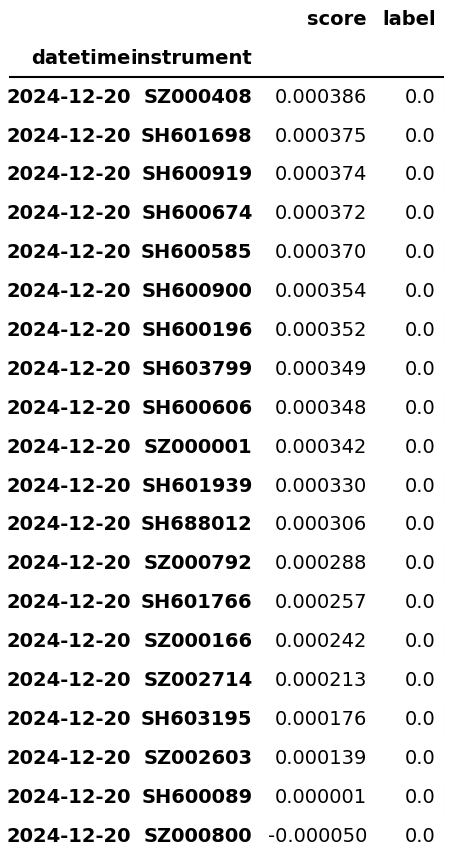 score label
datetime instrument
2024-12-20 SZ000408 0.000386 0.0
2024-12-20 SH601698 0.000375 0.0
2024-12-20 SH600919 0.000374 0.0
2024-12-20 SH600674 0.000372 0.0
2024-12-20 SH600585 0.000370 0.0
2024-12-20 SH600900 0.000354 0.0
2024-12-20 SH600196 0.000352 0.0
2024-12-20 SH603799 0.000349 0.0
2024-12-20 SH600606 0.000348 0.0
2024-12-20 SZ000001 0.000342 0.0
2024-12-20 SH601939 0.000330 0.0
2024-12-20 SH688012 0.000306 0.0
2024-12-20 SZ000792 0.000288 0.0
2024-12-20 SH601766 0.000257 0.0
2024-12-20 SZ000166 0.000242 0.0
2024-12-20 SZ002714 0.000213 0.0
2024-12-20 SH603195 0.000176 0.0
2024-12-20 SZ002603 0.000139 0.0
2024-12-20 SH600089 0.000001 0.0
2024-12-20 SZ000800 -0.000050 0.0